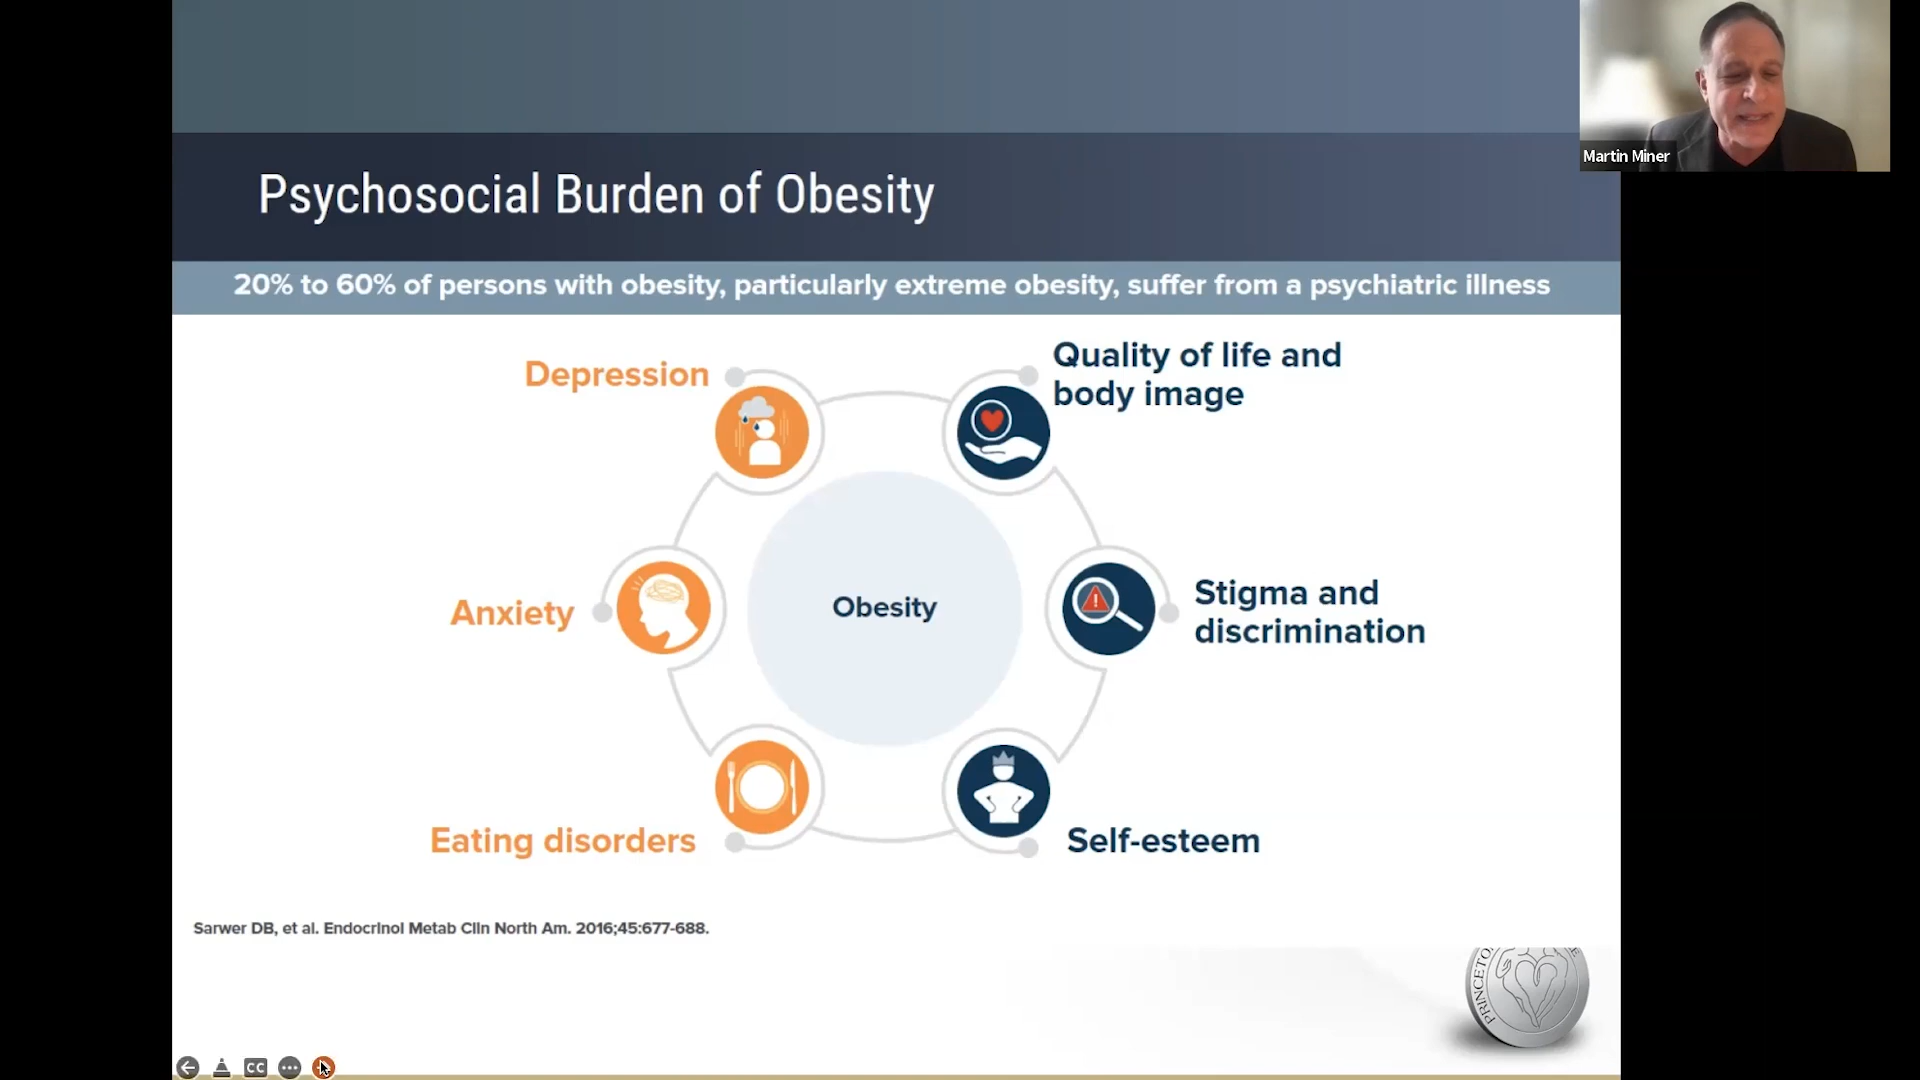 Martin Miner
Psychosocial Burden of Obesity
20% to 60% of persons with obesity, particularly extreme obesity, suffer from a psychiatric illness
Depression
Quality of life and
body image
Anxiety
Obesity
Stigma and
discrimination
Eating disorders
Self-esteem
Sarwer DB, et al. Endocrinol Metab Clin North Am. 2016;45:677-688.
CC